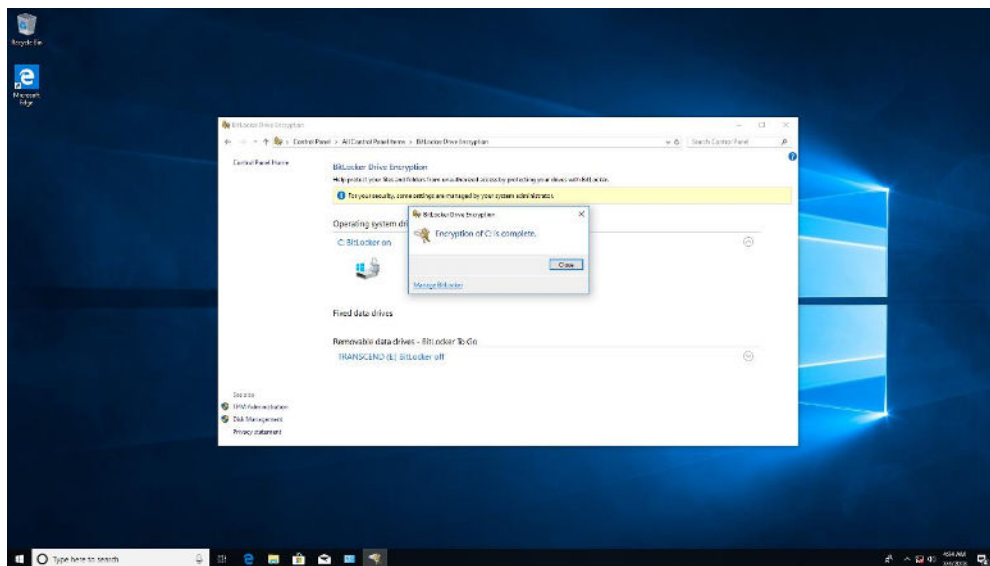 Recycle Bin
Microsoft
Edge
BitLocker Drive Encryption
Control Panel > All Control Panel Items > BitLocker Drive Encryption
Search Control Panel
Control Panel Home
BitLocker Drive Encryption
Help protect your files and folders from unauthorized access by protecting your drives with BitLocker.
For your security, some settings are managed by your system administrator.
Operating system dri
BitLocker Drive Encryption
Encryption of C: is complete.
C: BitLocker on
Close
Manage BitLocker
Fixed data drives
Removable data drives - BitLocker To Go
TRANSCEND (E:) BitLocker off
See also
TPM Administration
Disk Management
Privacy statement
Type here to search
4:54 AM